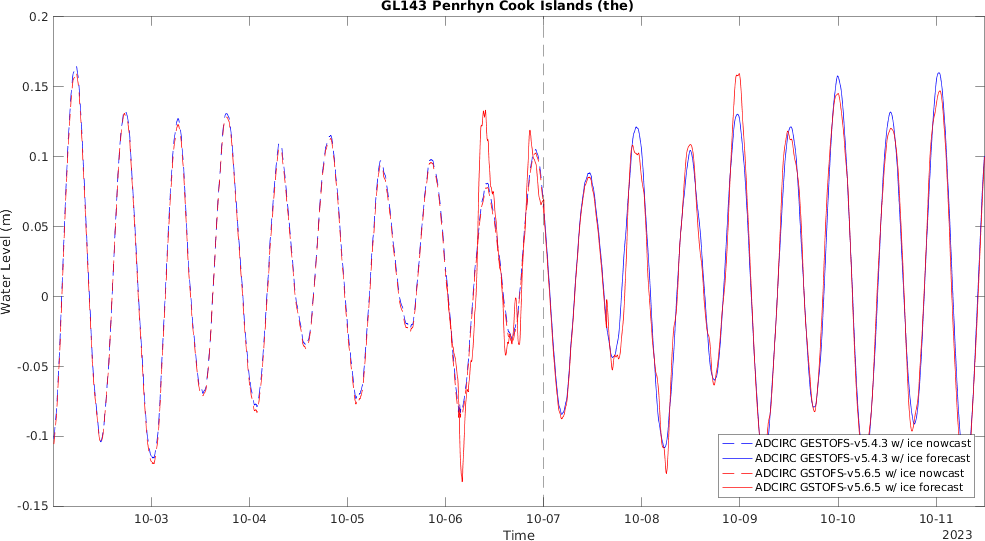 GL143 Penrhyn Cook Islands (the)
0.2
0.15
0.1
0.05
0
-0.05
-0.1
-0.15
Water Level (m)
10-03 10-04 10-05 10-06 10-07 10-08 10-09 10-10 10-11
Time
2023
ADCIRC GESTOFS-v5.4.3 w/ ice nowcast
ADCIRC GESTOFS-v5.4.3 w/ ice forecast
ADCIRC GSTOFS-v5.6.5 w/ ice nowcast
ADCIRC GSTOFS-v5.6.5 w/ ice forecast